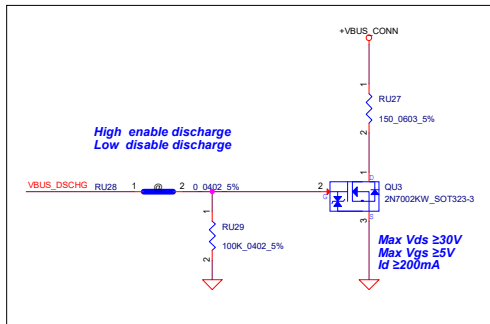 +VBUS_CONN
1
RU27
150_0603_5%
2
High enable discharge
Low disable discharge
VBUS_DSCHG RU28 1 @ 2 0_0402_5% 2
1
D
G
S
QU3
2N7002KW_SOT323-3
3
1
RU29
100K_0402_5%
2
Max Vds ≥30V
Max Vgs ≥5V
Id ≥200mA